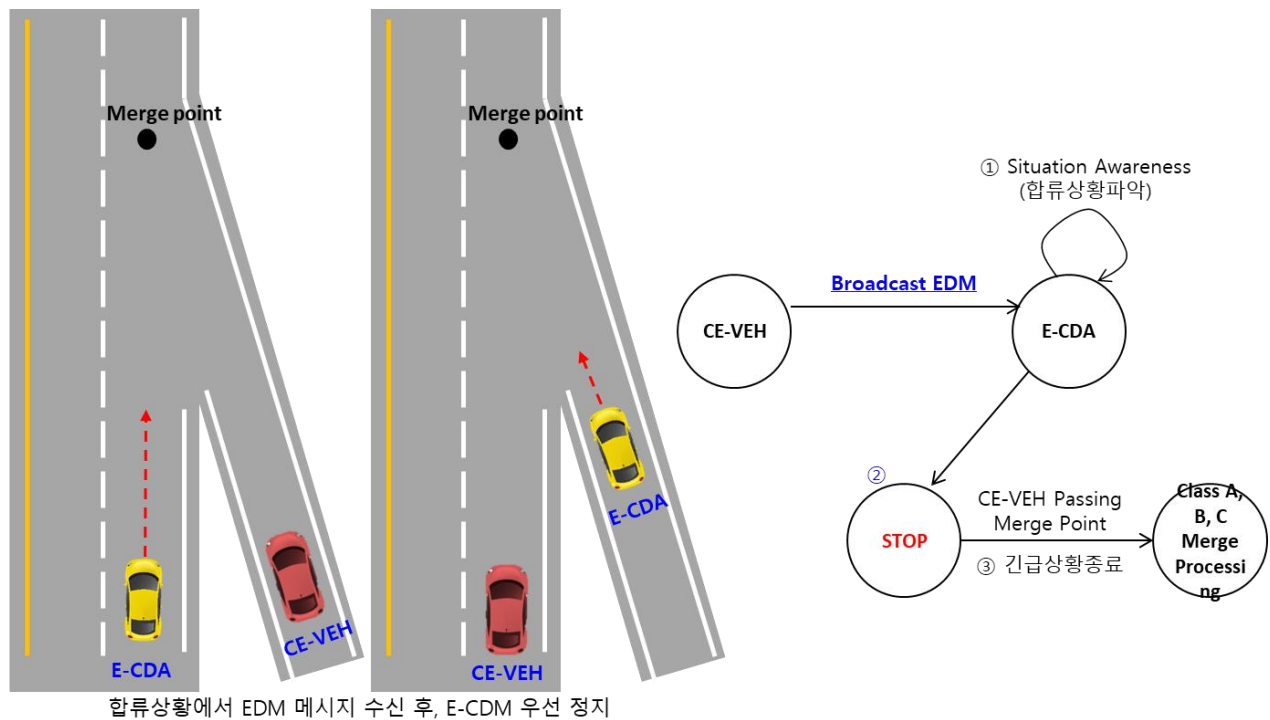 Merge point
E-CDA
CE-VEH
Merge point
E-CDA
CE-VEH
합류상황에서 EDM 메시지 수신 후, E-CDM 우선 정지
① Situation Awareness
(합류상황파악)
Broadcast EDM
CE-VEH
E-CDA
②
STOP
CE-VEH Passing
Merge Point
③ 긴급상황종료
Class A,
B, C
Merge
Processi
ng